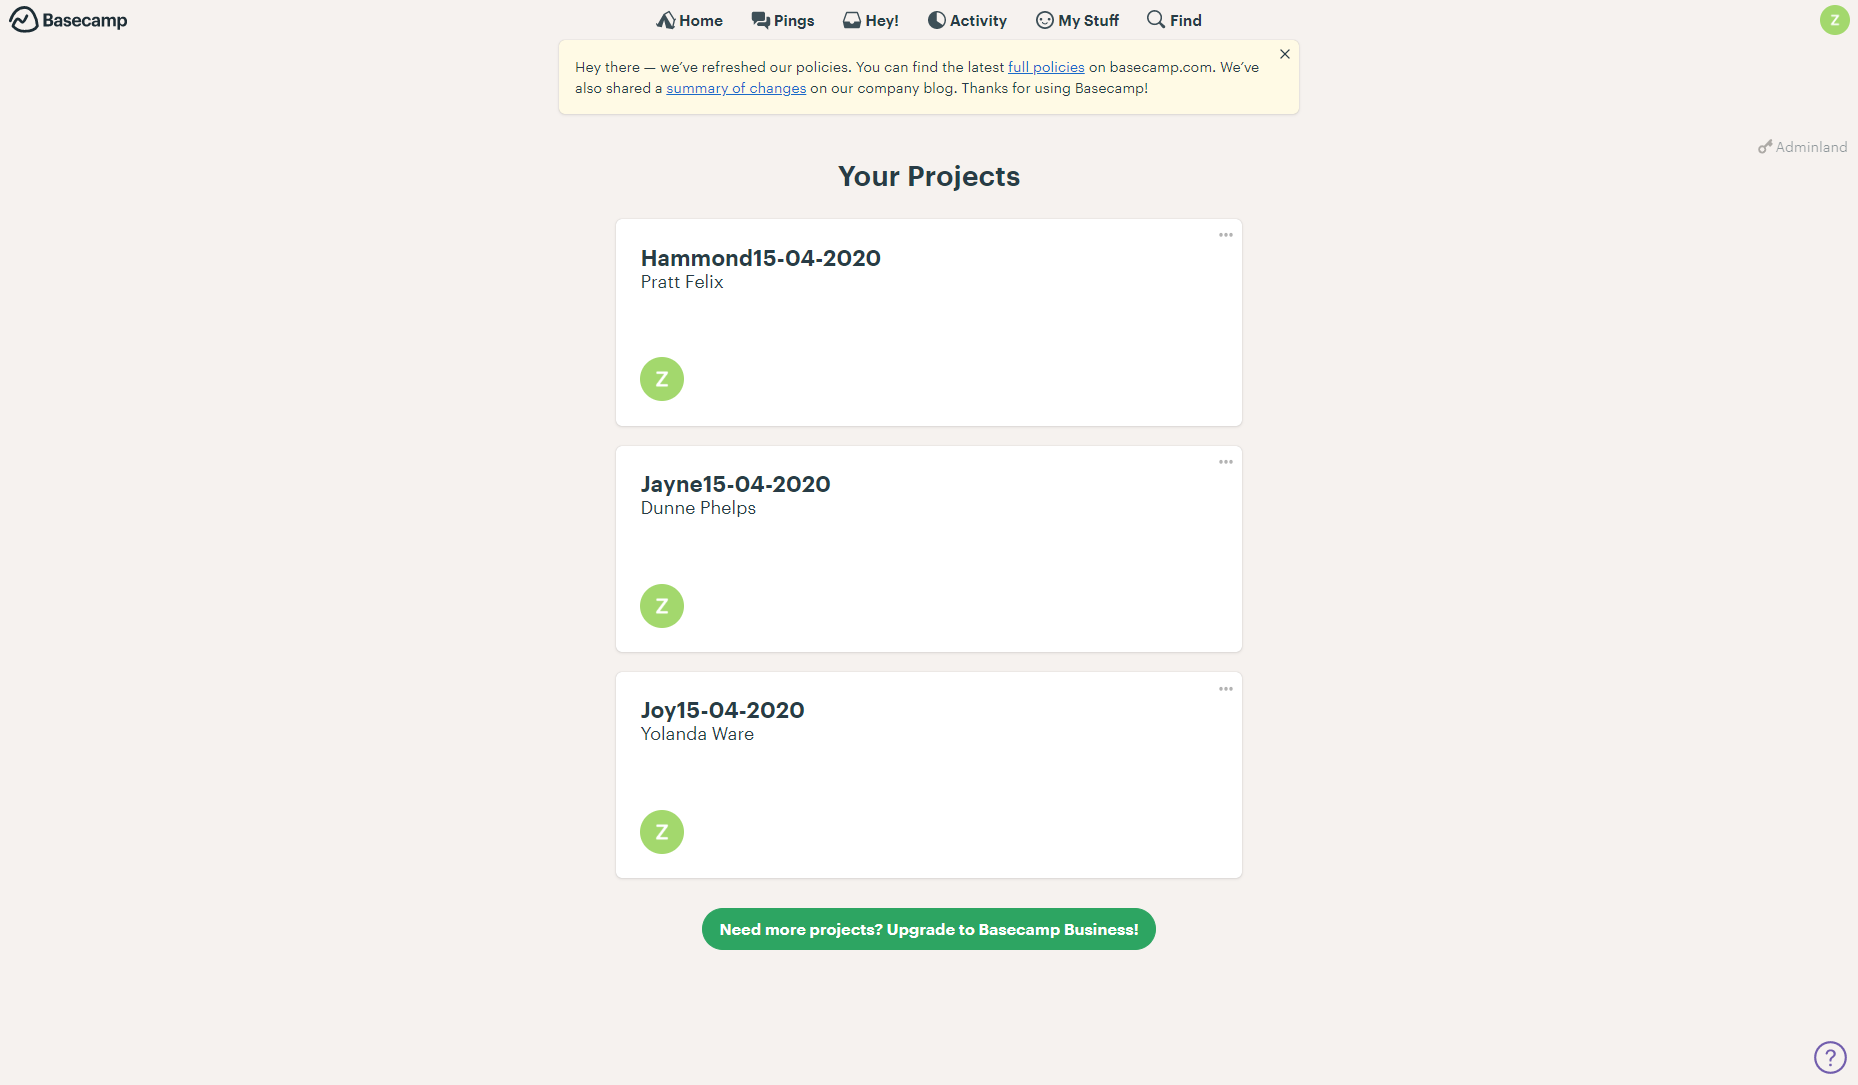 Basecamp
Home Pings Hey! Activity My Stuff Find
Z
Hey there — we've refreshed our policies. You can find the latest full policies on basecamp.com. We've
also shared a summary of changes on our company blog. Thanks for using Basecamp!
Adminland
Your Projects
Hammond15-04-2020
Pratt Felix
Z
Jayne15-04-2020
Dunne Phelps
Z
Joy15-04-2020
Yolanda Ware
Z
Need more projects? Upgrade to Basecamp Business!
?